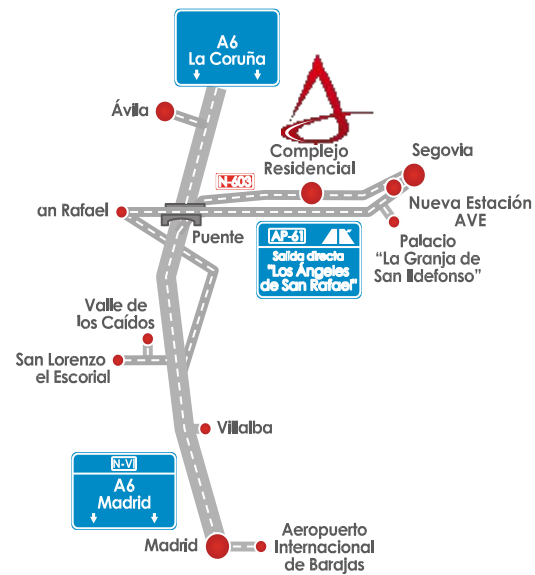 A6
La Coruña
Ávila
Complejo
Residencial
Segovia
N-603
an Rafael
Puente
Nueva Estación
AVE
AP-61
Salida directa
"Los Ángeles
de San Rafael"
Palacio
“La Granja de
San Ildefonso”
Valle de
los Caídos
San Lorenzo
el Escorial
Villalba
N-VI
A6
Madrid
Madrid
Aeropuerto
Internacional
de Barajas